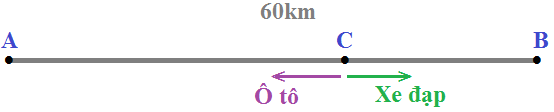 60km
A C B
Ô tô Xe đạp